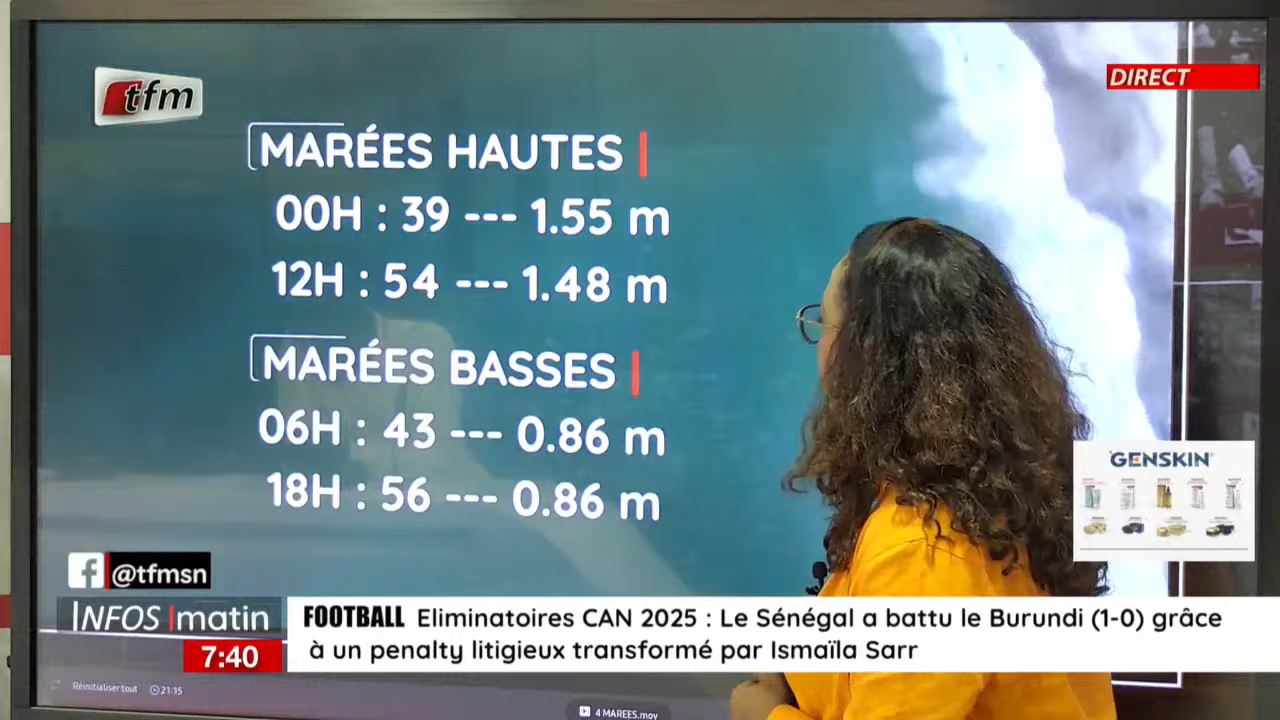 tfm
DIRECT
MARÉES HAUTES
00H : 39 --- 1.55 m
12H : 54 --- 1.48 m
MARÉES BASSES
06H : 43 --- 0.86 m
18H : 56 --- 0.86 m
GENSKIN
@tfmsn
INFOS matin
7:40
FOOTBALL Eliminatoires CAN 2025 : Le Sénégal a battu le Burundi (1-0) grâce
à un penalty litigieux transformé par Ismaïla Sarr
Réinitialiser tout 21:15
4 MAREES.mov